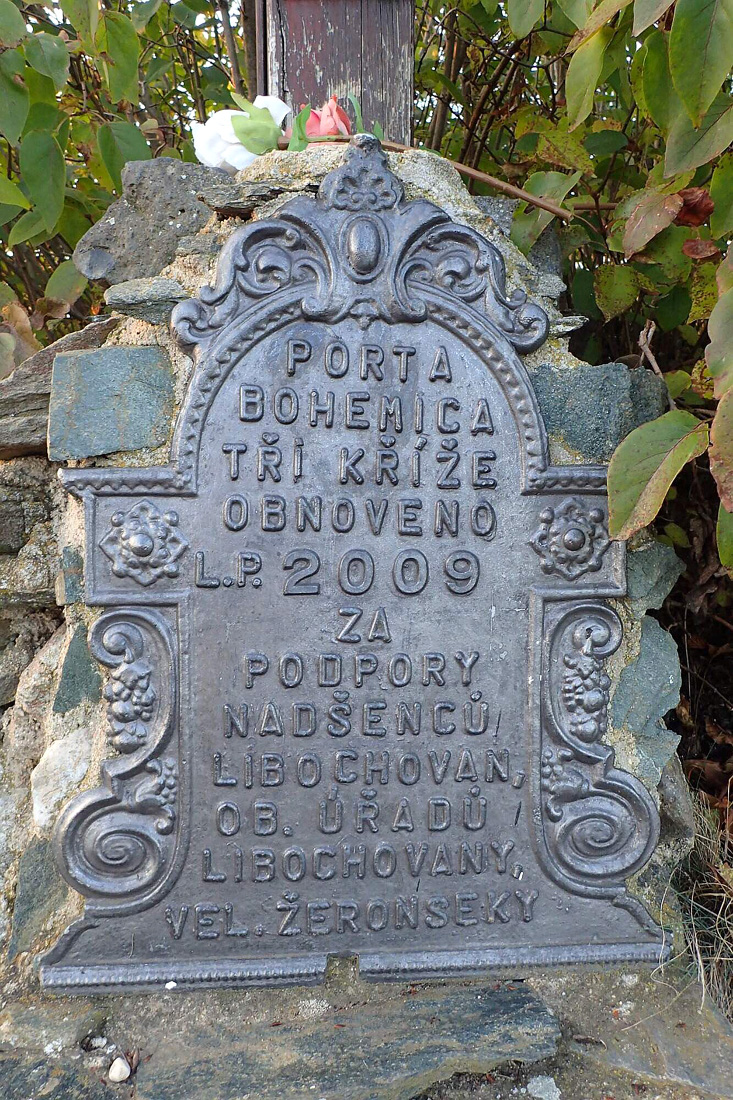 PORTA
BOHEMICA
TŘI KŘÍŽE
OBNOVENO
L.P. 2009
ZA
PODPORY
NADŠENCŮ
LIBOCHOVAN,
OB. ÚŘADŮ
LIBOCHOVANY,
VEL. ŽERONSEKY